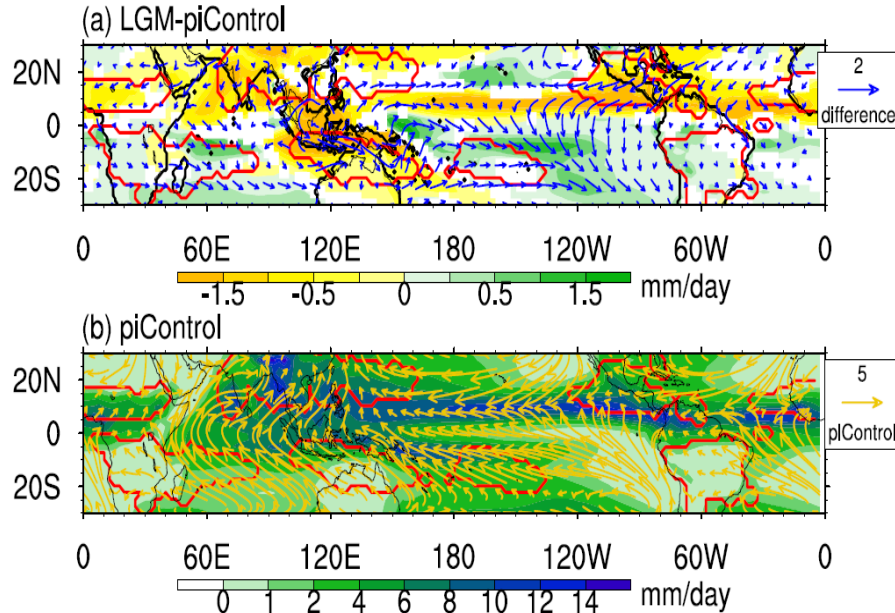 (a) LGM-piControl
20N
0
20S
2
difference
0 60E 120E 180 120W 60W 0
-1.5 -0.5 0 0.5 1.5 mm/day
(b) piControl
20N
0
20S
5
pIControl
0 60E 120E 180 120W 60W 0
0 1 2 4 6 8 10 12 14 mm/day